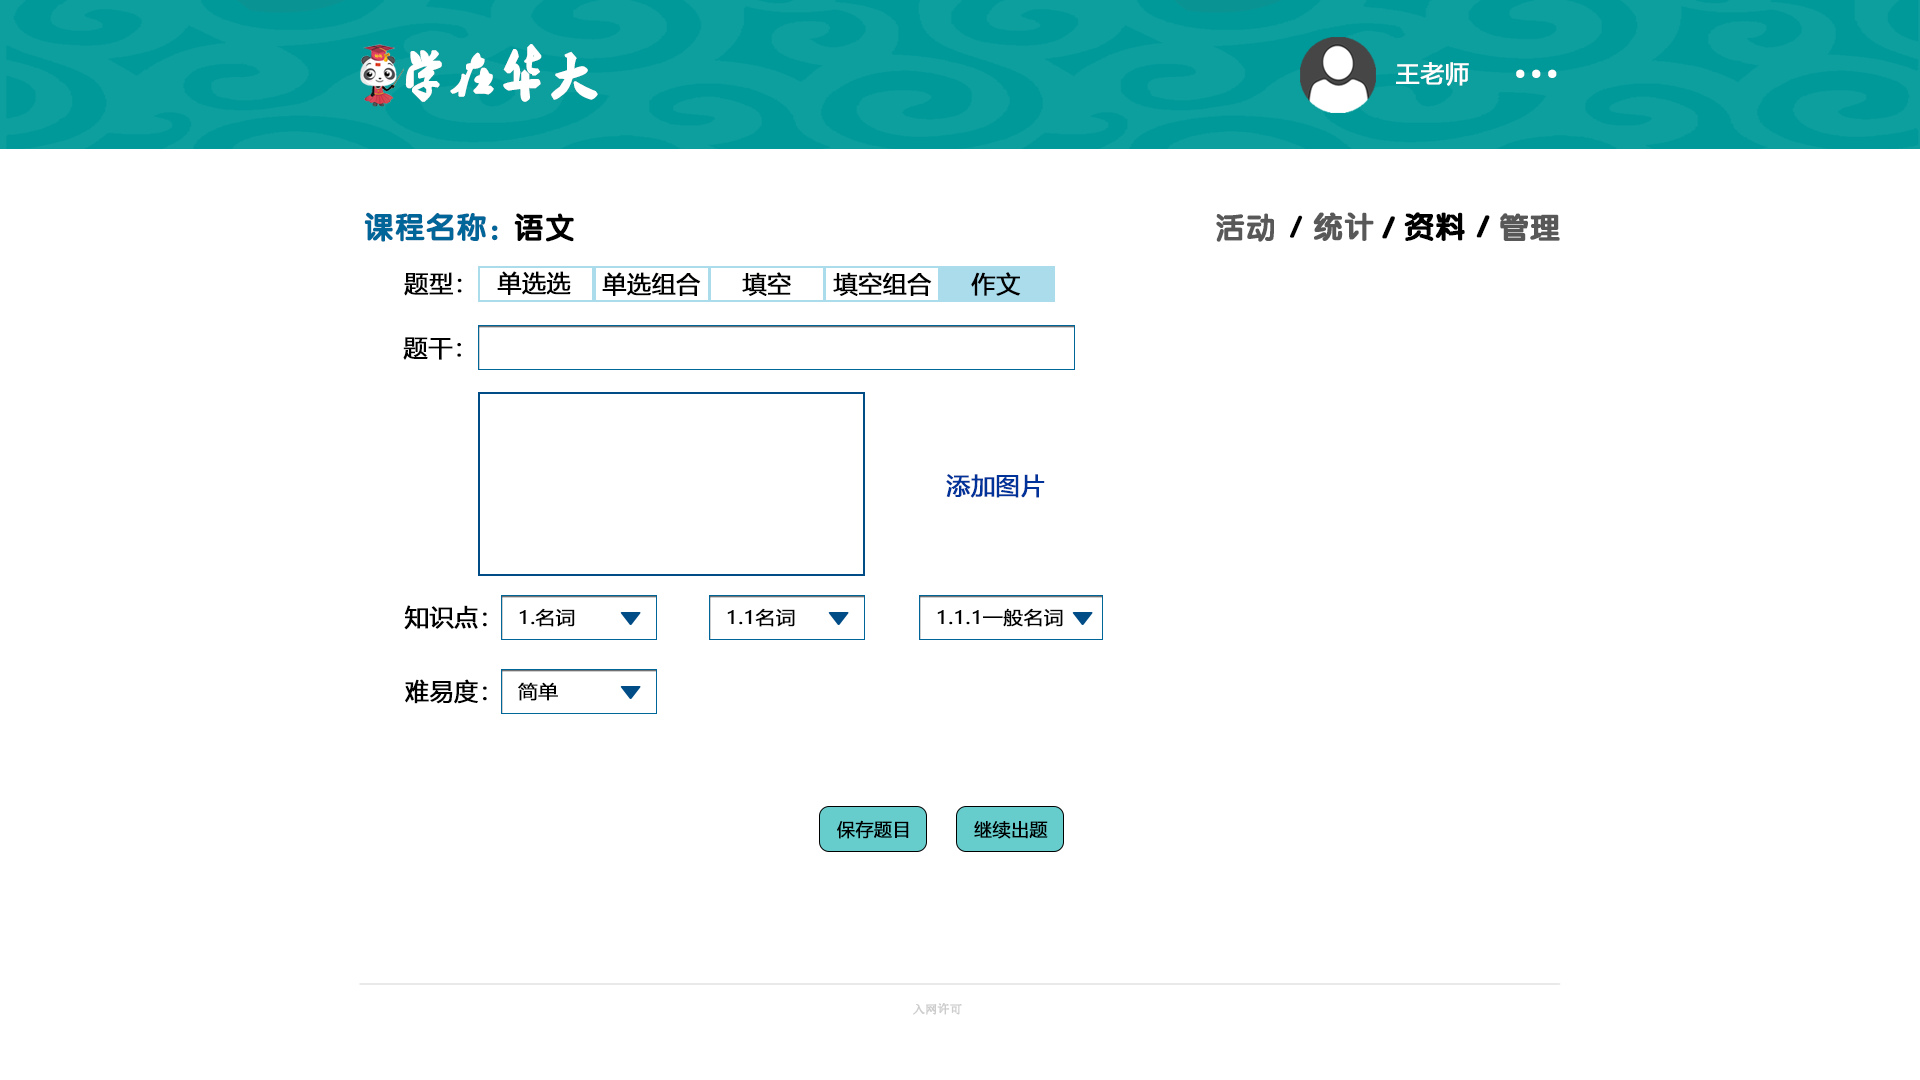 学在华大
王老师
课程名称：语文
活动 / 统计 / 资料 / 管理
题型： 单选选 单选组合 填空 填空组合 作文
题干：
添加图片
知识点： 1.名词 1.1名词 1.1.1一般名词
难易度： 简单
保存题目 继续出题
入网许可